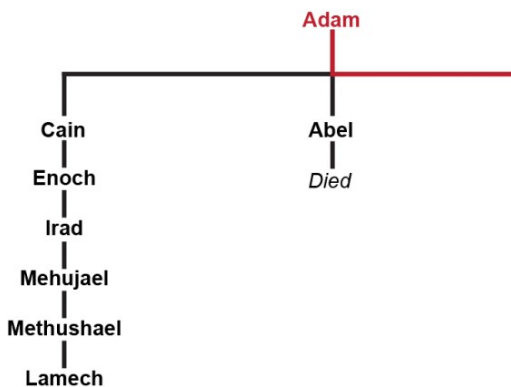 Adam
Cain Abel
Enoch Died
Irad
Mehujael
Methushael
Lamech